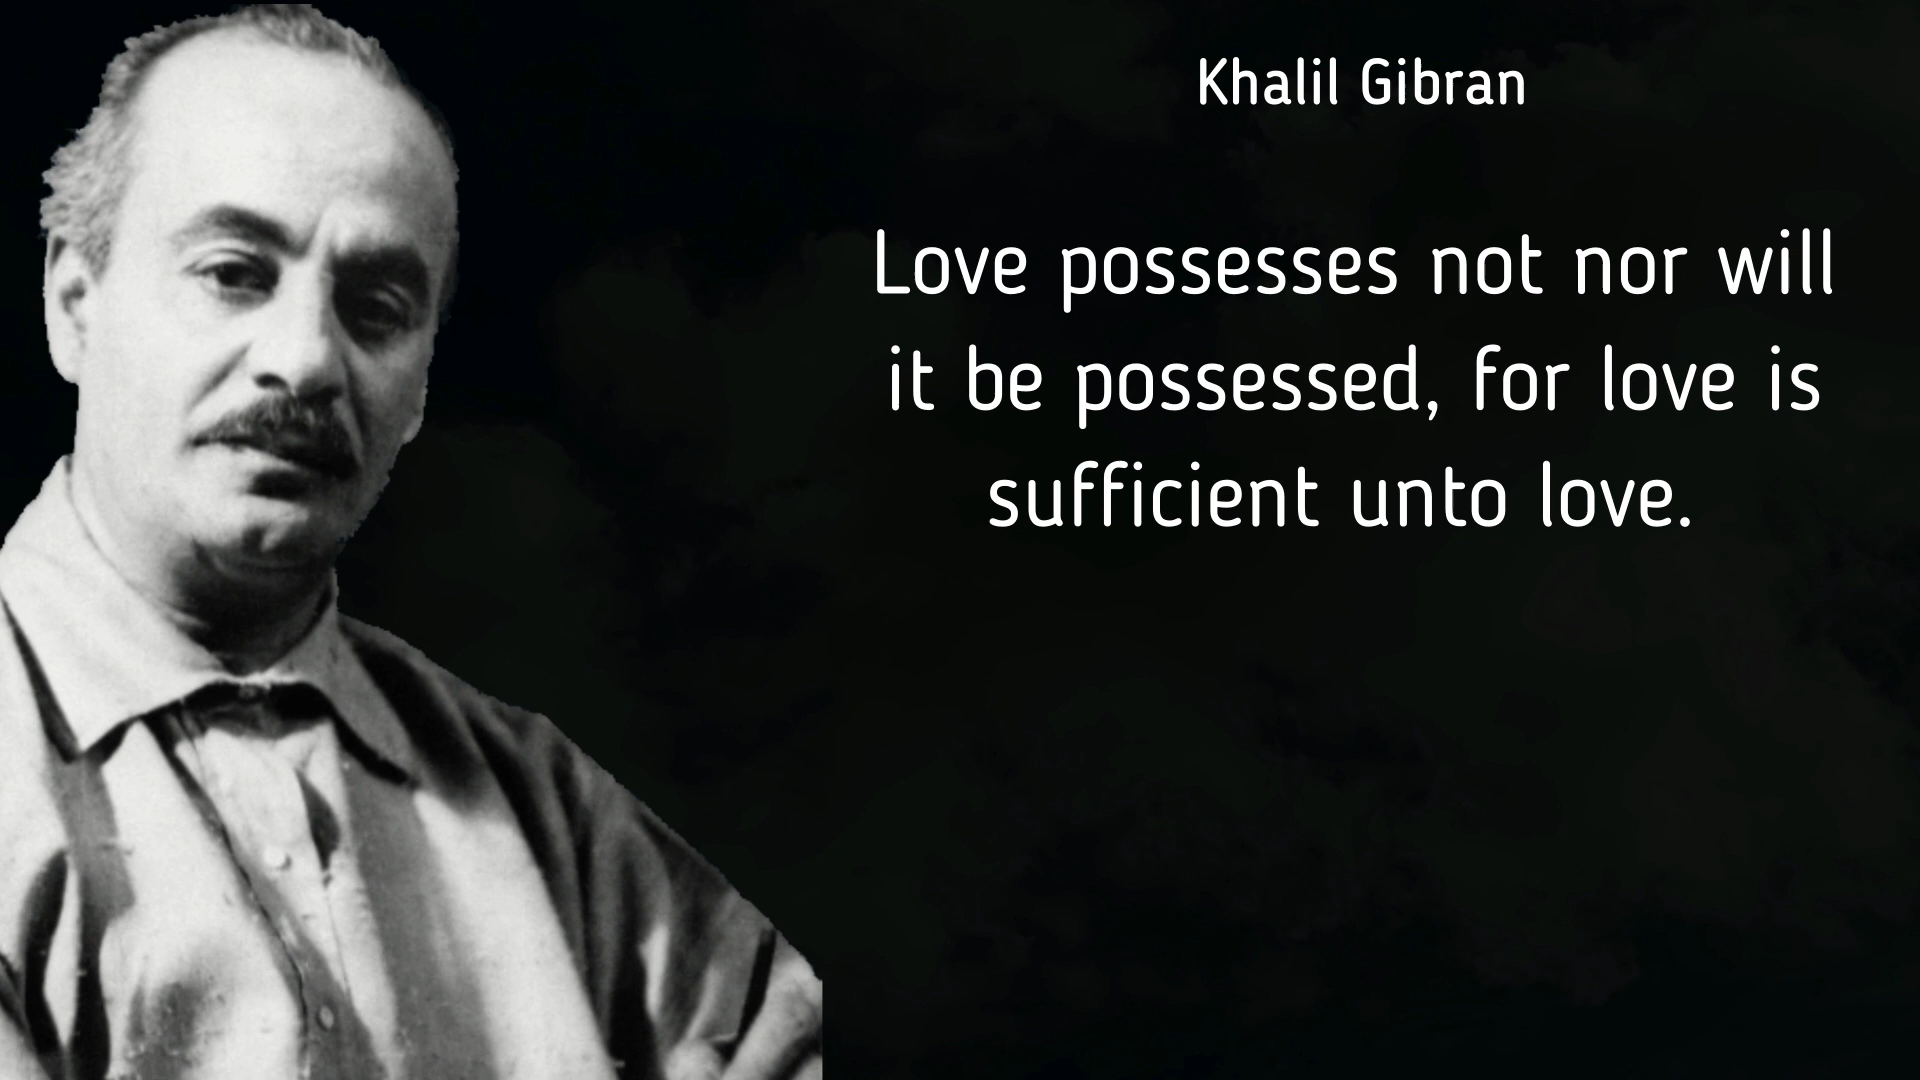 Khalil Gibran
Love possesses not nor will
it be possessed, for love is
sufficient unto love.